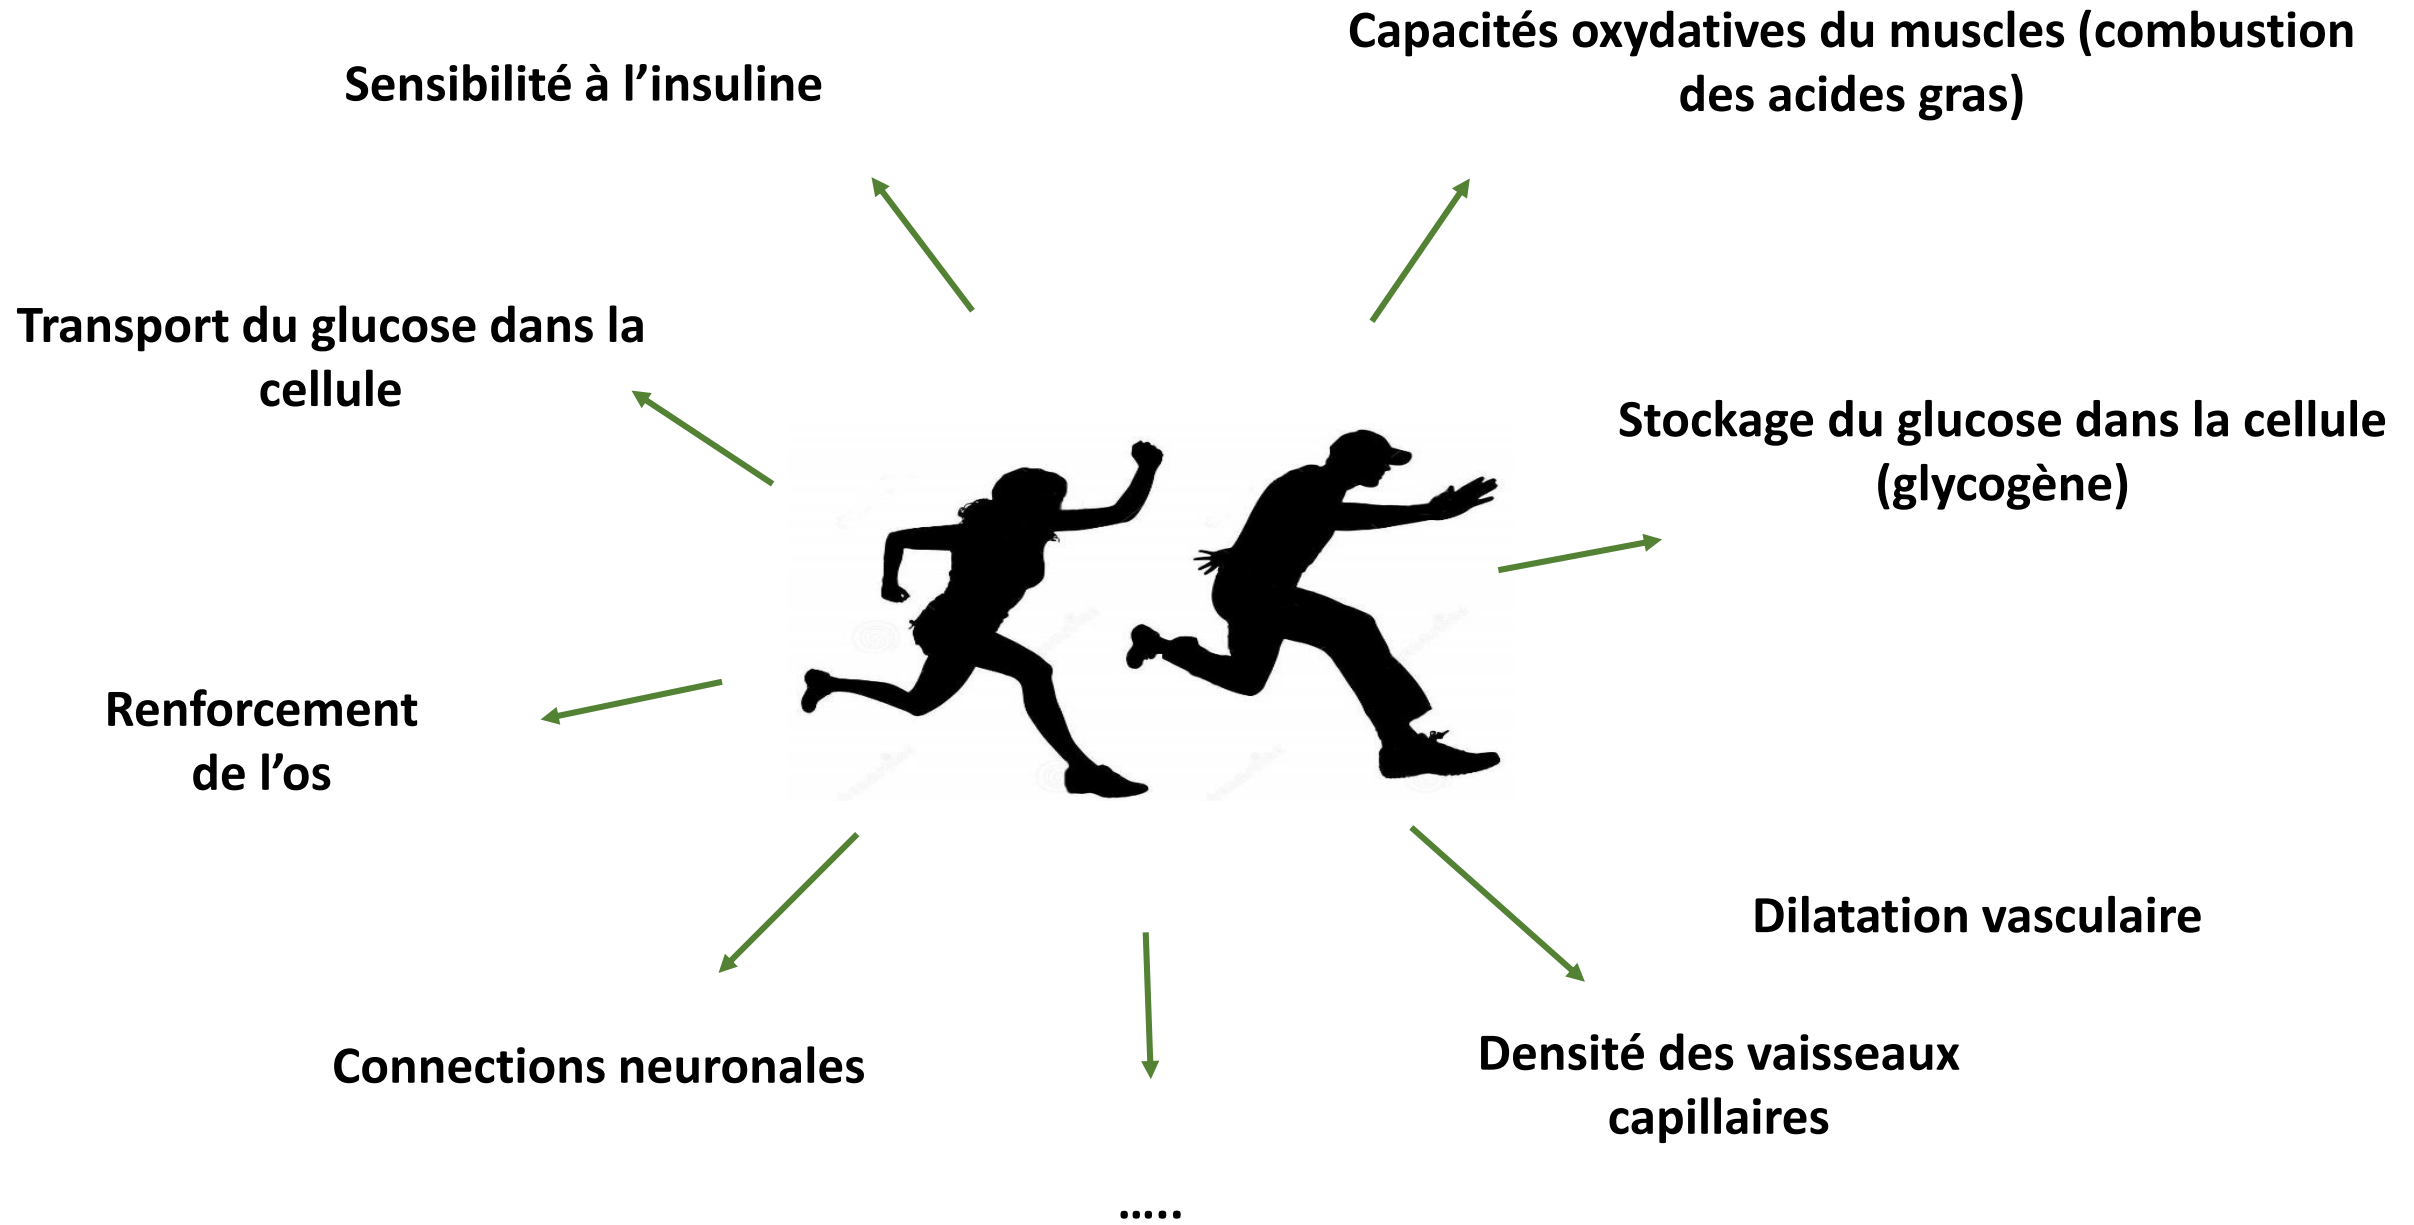 Capacités oxydatives du muscles (combustion
des acides gras)
Sensibilité à l’insuline
Transport du glucose dans la
cellule
Stockage du glucose dans la cellule
(glycogène)
Renforcement
de l’os
Dilatation vasculaire
Connections neuronales
Densité des vaisseaux
capillaires
…..